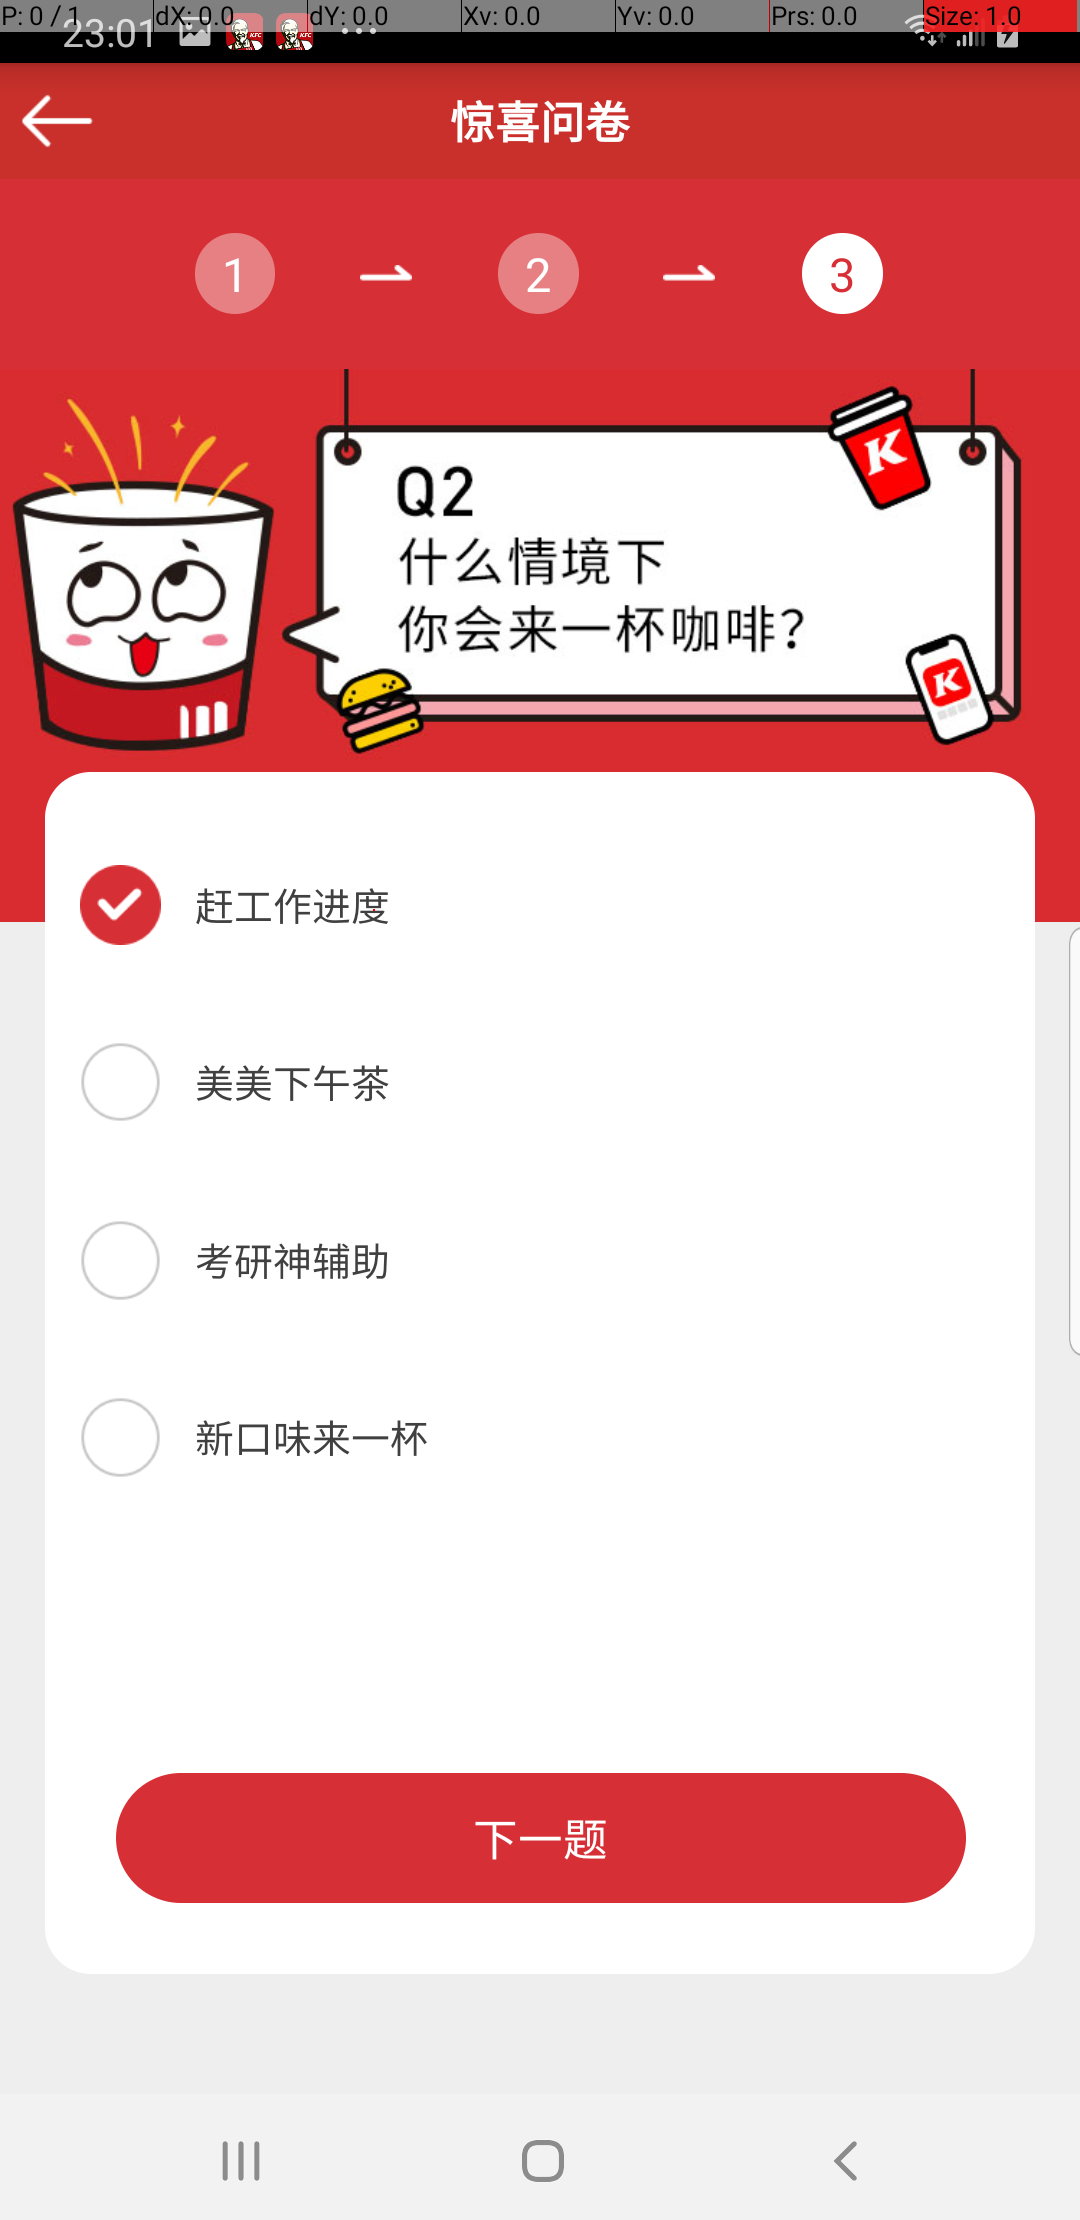 P: 0 / 1 dX: 0.0 dY: 0.0 Xv: 0.0 Yv: 0.0 Prs: 0.0 Size: 1.0
23:01
惊喜问卷
1 2 3
Q2
什么情境下
你会来一杯咖啡？
K
K
赶工作进度
美美下午茶
考研神辅助
新口味来一杯
下一题